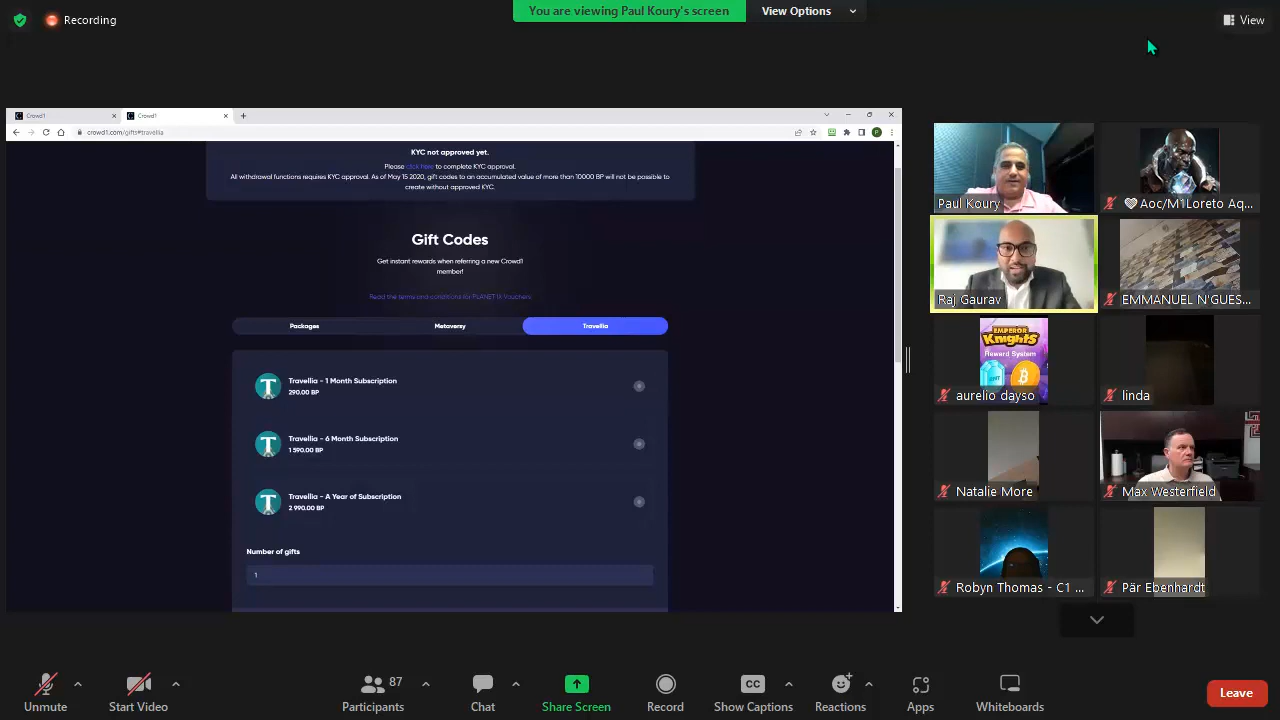 Recording
You are viewing Paul Koury's screen
View Options
View
Crowd1
Crowd1
crowd1.com/gifts#travellia
P
KYC not approved yet.
Please click here to complete KYC approval.
All withdrawal functions requires KYC approval. As of May 15 2020, gift codes to an accumulated value of more than 10000 BP will not be possible to
create without approved KYC.
Gift Codes
Get instant rewards when referring a new Crowd1
member!
Read the terms and conditions for PLANET IX Vouchers
Packages
Metaversy
Travellia
T
Travellia - 1 Month Subscription
290.00 BP
T
Travellia - 6 Month Subscription
1 590.00 BP
T
Travellia - A Year of Subscription
2 990.00 BP
Number of gifts
1
Paul Koury
Aoc/M1Loreto Aq...
Raj Gaurav
EMMANUEL N'GUES...
EMPEROR
Knights
Reward System
aurelio dayso
linda
Natalie More
Max Westerfield
Robyn Thomas - C1 ...
Pär Ebenhardt
Unmute
Start Video
Participants
87
Chat
Share Screen
Record
CC
Show Captions
Reactions
Apps
Whiteboards
Leave